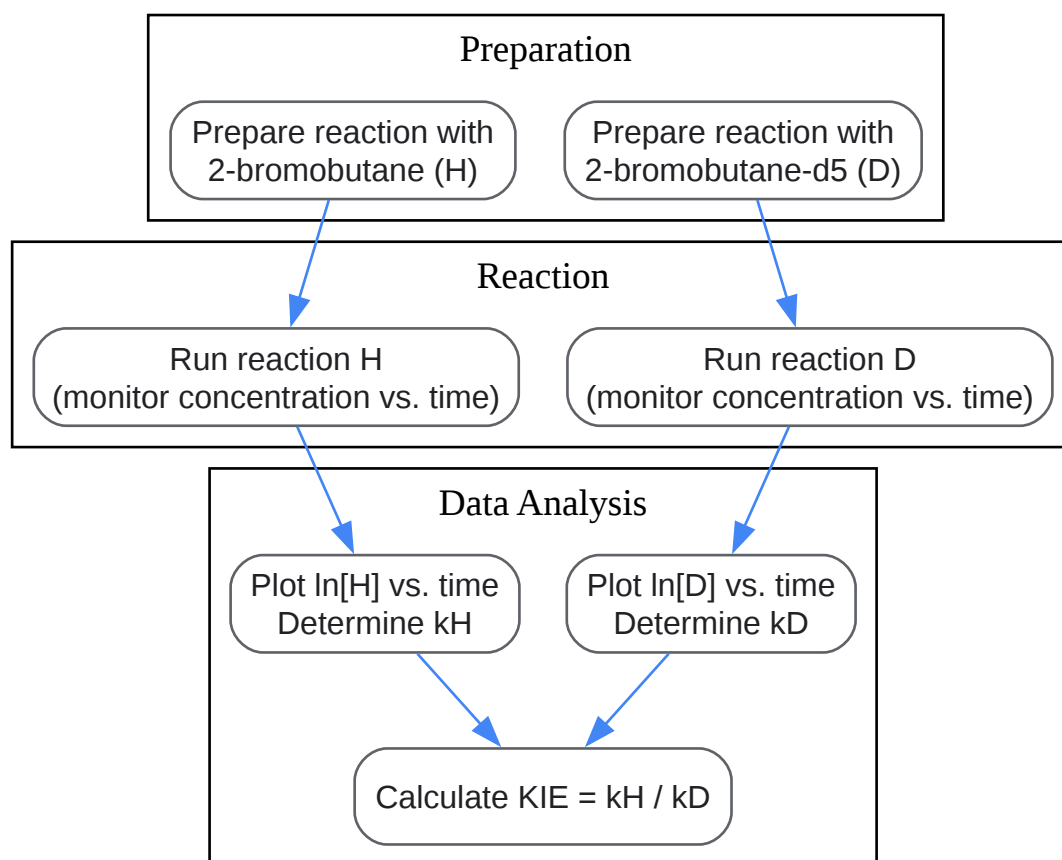 Preparation
Prepare reaction with
2-bromobutane (H)
Prepare reaction with
2-bromobutane-d5 (D)
Reaction
Run reaction H
(monitor concentration vs. time)
Run reaction D
(monitor concentration vs. time)
Data Analysis
Plot ln[H] vs. time
Determine kH
Plot ln[D] vs. time
Determine kD
Calculate KIE = kH / kD